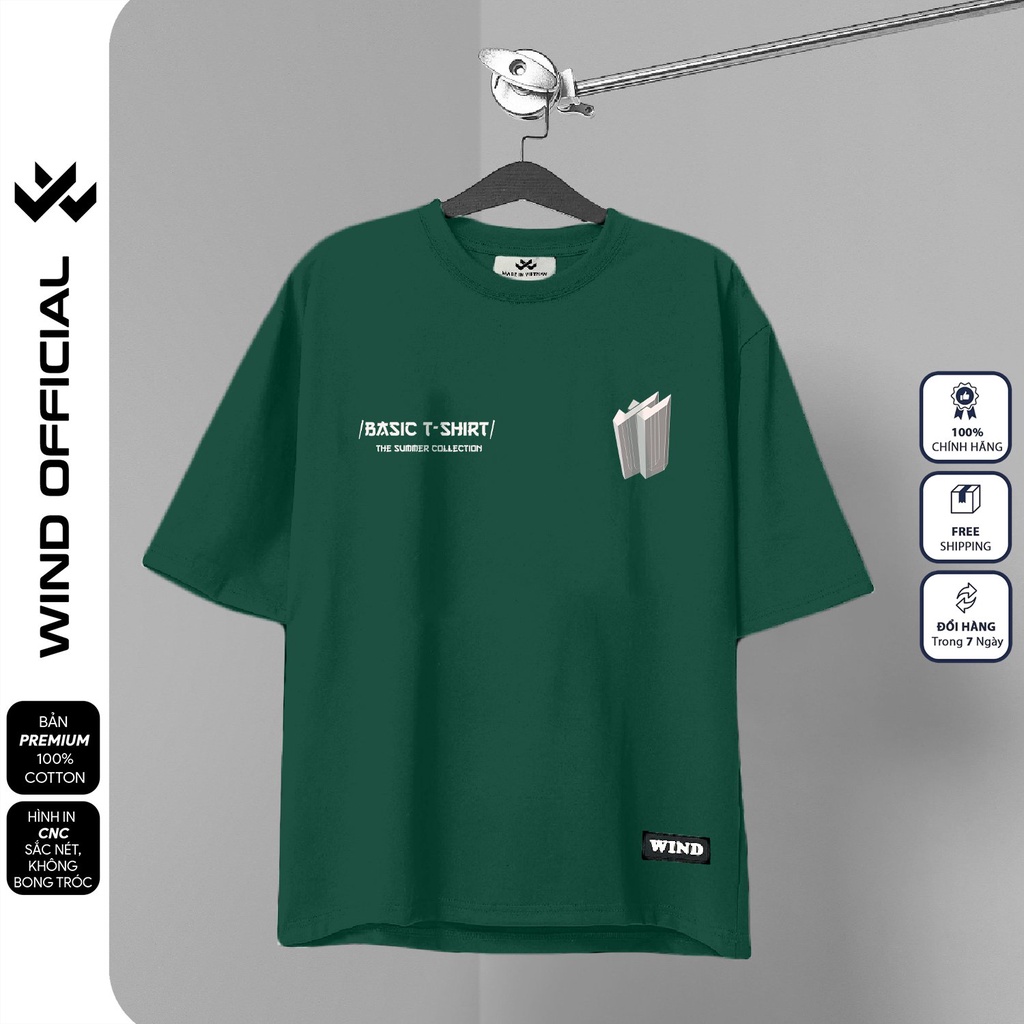 WIND OFFICIAL
BẢN
PREMIUM
100%
COTTON
HÌNH IN
CNC
SẮC NÉT,
KHÔNG
BONG TRÓC
MADE IN VIETNAM
/BASIC T-SHIRT/
THE SUMMER COLLECTION
WIND
100%
CHÍNH HÃNG
FREE
SHIPPING
ĐỔI HÀNG
Trong 7 Ngày